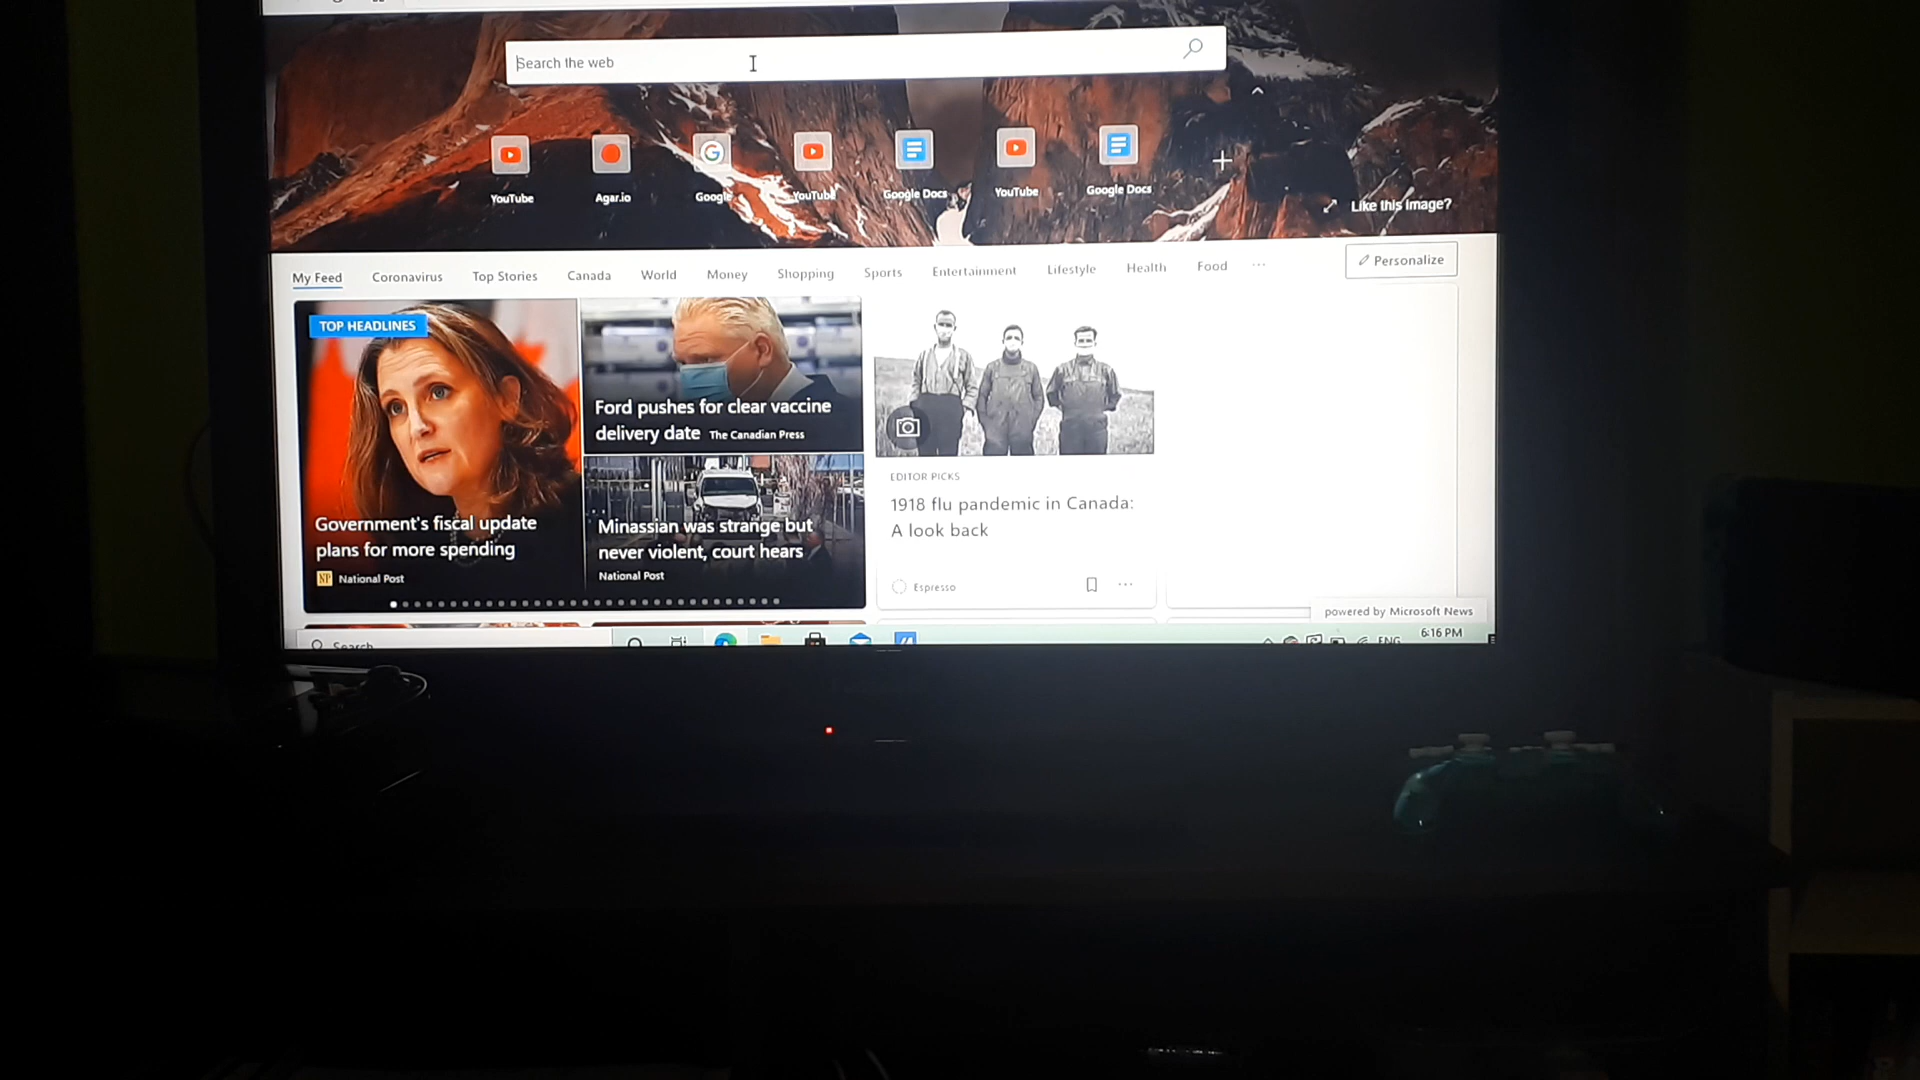 Search the web
YouTube
Agar.io
Google
YouTube
Google Docs
YouTube
Google Docs
Like this image?
My Feed
Coronavirus
Top Stories
Canada
World
Money
Shopping
Sports
Entertainment
Lifestyle
Health
Food
Personalize
TOP HEADLINES
Government's fiscal update
plans for more spending
NP National Post
Ford pushes for clear vaccine
delivery date The Canadian Press
Minassian was strange but
never violent, court hears
National Post
EDITOR PICKS
1918 flu pandemic in Canada:
A look back
Espresso
powered by Microsoft News
Search
ENG
6:16 PM